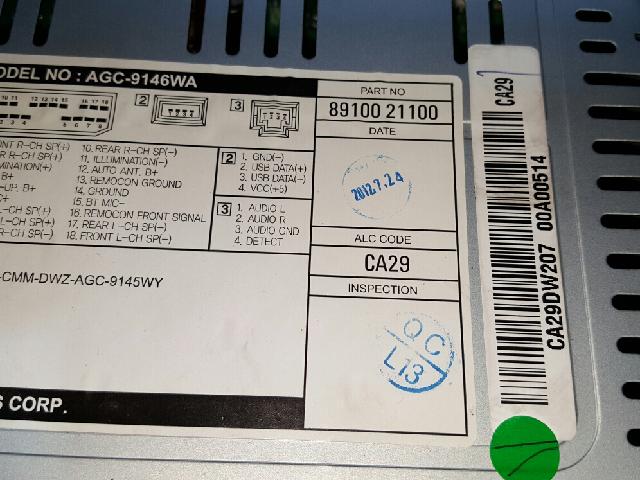 ODEL NO : AGC-9146WA
2
3
10. REAR R-CH SP(-)
11. ILLUMINATION(-)
12. AUTO ANT. B+
13. REMOCON GROUND
14. GROUND
15. BT MIC-
16. REMOCON FRONT SIGNAL
17. REAR L-CH SP(-)
18. FRONT L-CH SP(-)
2
1. GND(-)
2. USB DATA(+)
3. USB DATA(-)
4. VCC(+5)
3
1. AUDIO L
2. AUDIO R
3. AUDIO GND
4. DETECT
-CMM-DWZ-AGC-9145WY
S CORP.
PART NO
89100 21100
DATE
2012.7.24
ALC CODE
CA29
INSPECTION
QC
L13
CA29
CA29DW207 00A00514